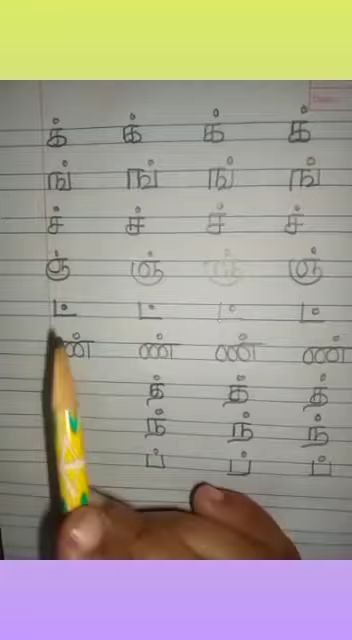 க் க் க் க்
ங் ங் ங் ங்
ச் ச் ச் ச்
ஞ் ஞ் ஞ் ஞ்
ட் ட் ட் ட்
ண் ண் ண் ண்
த் த் த்
ந் ந் ந்
ப் ப் ப்